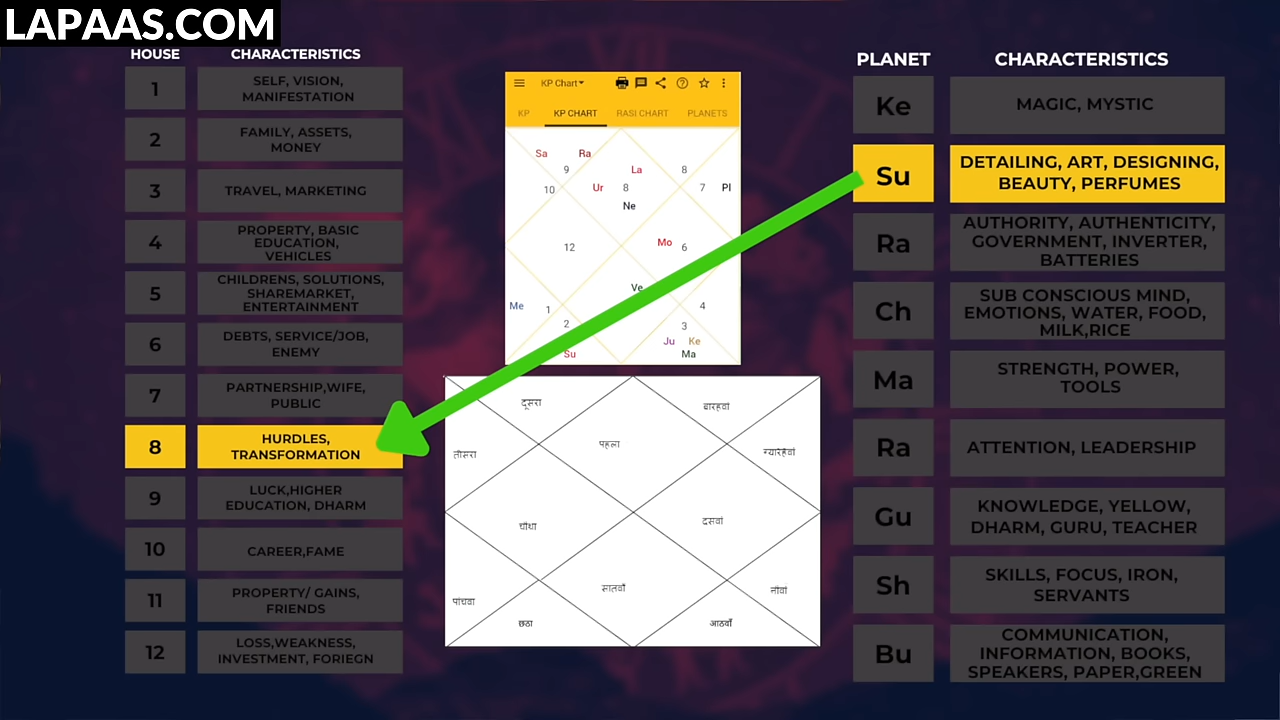 LAPAAS.COM
HOUSE
CHARACTERISTICS
1
SELF, VISION,
MANIFESTATION
2
FAMILY, ASSETS,
MONEY
3
TRAVEL, MARKETING
4
PROPERTY, BASIC
EDUCATION,
VEHICLES
5
CHILDRENS, SOLUTIONS,
SHAREMARKET,
ENTERTAINMENT
6
DEBTS, SERVICE/JOB,
ENEMY
7
PARTNERSHIP,WIFE,
PUBLIC
8
HURDLES,
TRANSFORMATION
9
LUCK,HIGHER
EDUCATION, DHARM
10
CAREER,FAME
11
PROPERTY/ GAINS,
FRIENDS
12
LOSS,WEAKNESS,
INVESTMENT, FORIEGN
KP Chart
KP
KP CHART
RASI CHART
PLANETS
Sa
Ra
9
La
8
10
Ur
8
7
Pl
Ne
12
Mo
6
Ve
Me
1
4
2
3
Ju
Ke
Su
Ma
दूसरा
बारहवां
पहला
तीसरा
ग्यारहवां
चौथा
दसवां
सातवाँ
नौवां
पांचवा
छठा
आठवाँ
PLANET
CHARACTERISTICS
Ke
MAGIC, MYSTIC
Su
DETAILING, ART, DESIGNING,
BEAUTY, PERFUMES
Ra
AUTHORITY, AUTHENTICITY,
GOVERNMENT, INVERTER,
BATTERIES
Ch
SUB CONSCIOUS MIND,
EMOTIONS, WATER, FOOD,
MILK,RICE
Ma
STRENGTH, POWER,
TOOLS
Ra
ATTENTION, LEADERSHIP
Gu
KNOWLEDGE, YELLOW,
DHARM, GURU, TEACHER
Sh
SKILLS, FOCUS, IRON,
SERVANTS
Bu
COMMUNICATION,
INFORMATION, BOOKS,
SPEAKERS, PAPER,GREEN